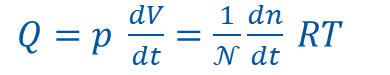 Q = p dV/dt = 1/𝒩 dn/dt RT